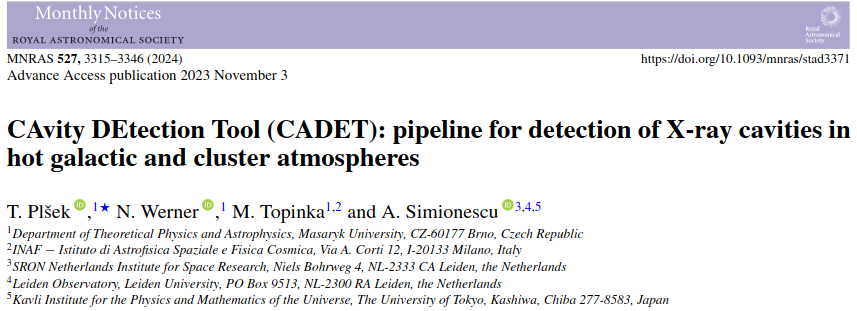 Monthly Notices
of the
ROYAL ASTRONOMICAL SOCIETY
Royal
Astronomical
Society
MNRAS 527, 3315–3346 (2024)
https://doi.org/10.1093/mnras/stad3371
Advance Access publication 2023 November 3
CAvity DEtection Tool (CADET): pipeline for detection of X-ray cavities in
hot galactic and cluster atmospheres
T. Plšek iD,1★ N. Werner iD,1 M. Topinka1,2 and A. Simionescu iD3,4,5
1Department of Theoretical Physics and Astrophysics, Masaryk University, CZ-60177 Brno, Czech Republic
2INAF – Istituto di Astrofisica Spaziale e Fisica Cosmica, Via A. Corti 12, I-20133 Milano, Italy
3SRON Netherlands Institute for Space Research, Niels Bohrweg 4, NL-2333 CA Leiden, the Netherlands
4Leiden Observatory, Leiden University, PO Box 9513, NL-2300 RA Leiden, the Netherlands
5Kavli Institute for the Physics and Mathematics of the Universe, The University of Tokyo, Kashiwa, Chiba 277-8583, Japan